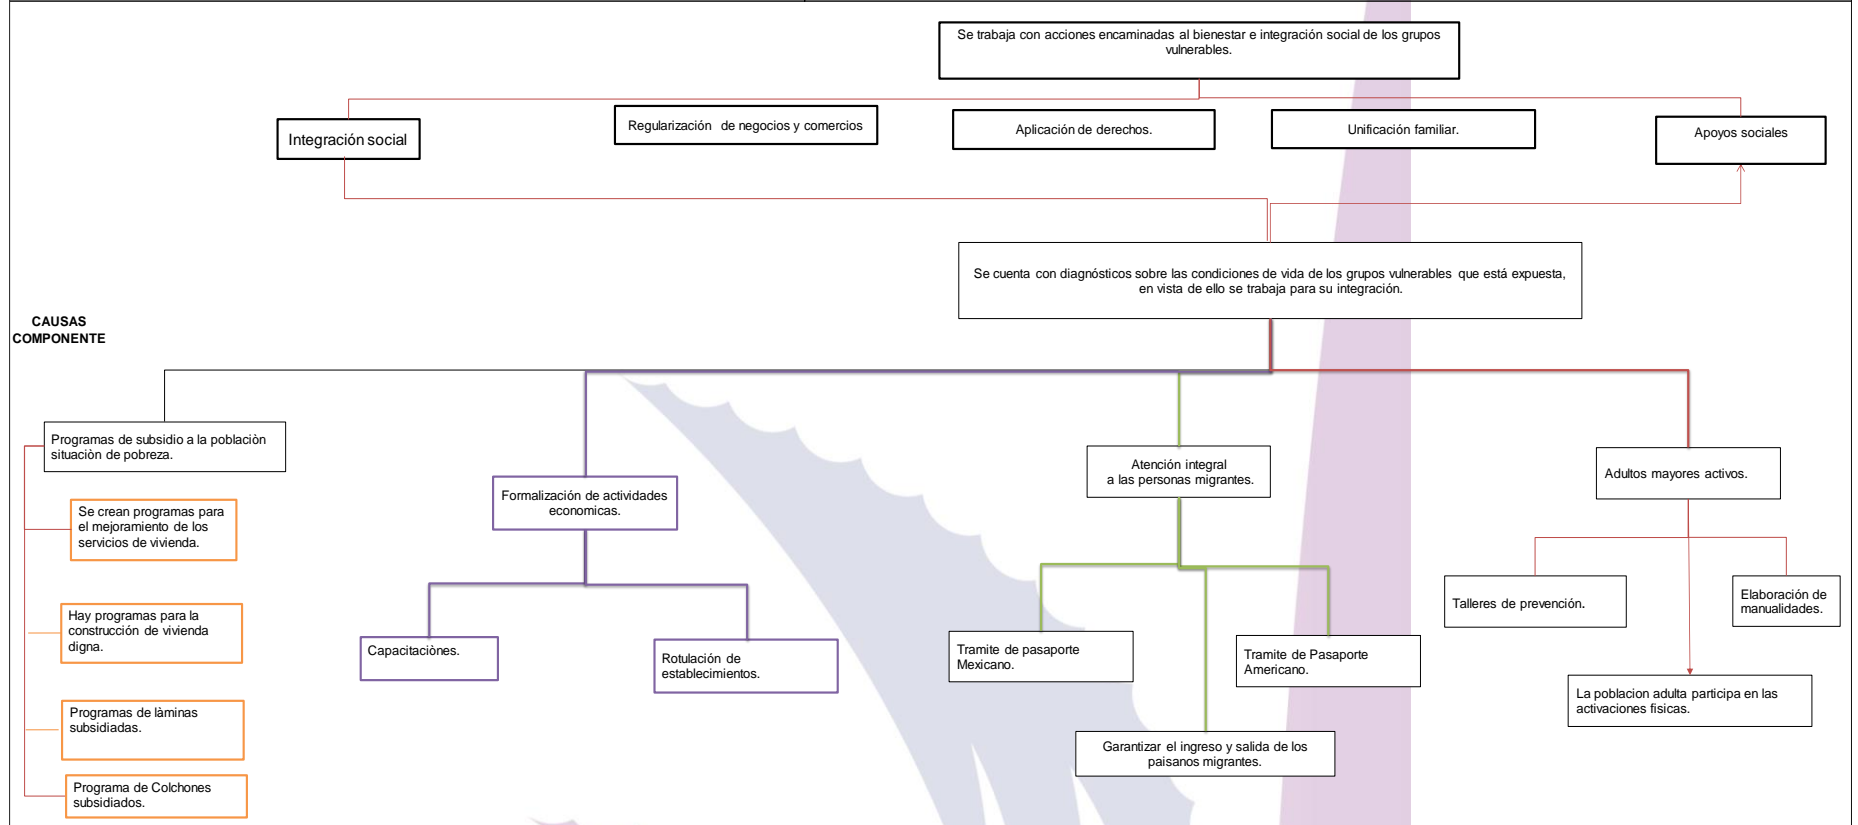 Se trabaja con acciones encaminadas al bienestar e integración social de los grupos
vulnerables.
Integración social
Regularización de negocios y comercios
Aplicación de derechos.
Unificación familiar.
Apoyos sociales
Se cuenta con diagnósticos sobre las condiciones de vida de los grupos vulnerables que está expuesta,
en vista de ello se trabaja para su integración.
CAUSAS
COMPONENTE
Programas de subsidio a la poblaciòn
situaciòn de pobreza.
Se crean programas para
el mejoramiento de los
servicios de vivienda.
Hay programas para la
construcción de vivienda
digna.
Programas de làminas
subsidiadas.
Programa de Colchones
subsidiados.
Formalización de actividades
economicas.
Capacitaciònes.
Rotulación de
establecimientos.
Atención integral
a las personas migrantes.
Tramite de pasaporte
Mexicano.
Tramite de Pasaporte
Americano.
Garantizar el ingreso y salida de los
paisanos migrantes.
Adultos mayores activos.
Talleres de prevención.
Elaboración de
manualidades.
La poblacion adulta participa en las
activaciones fisicas.